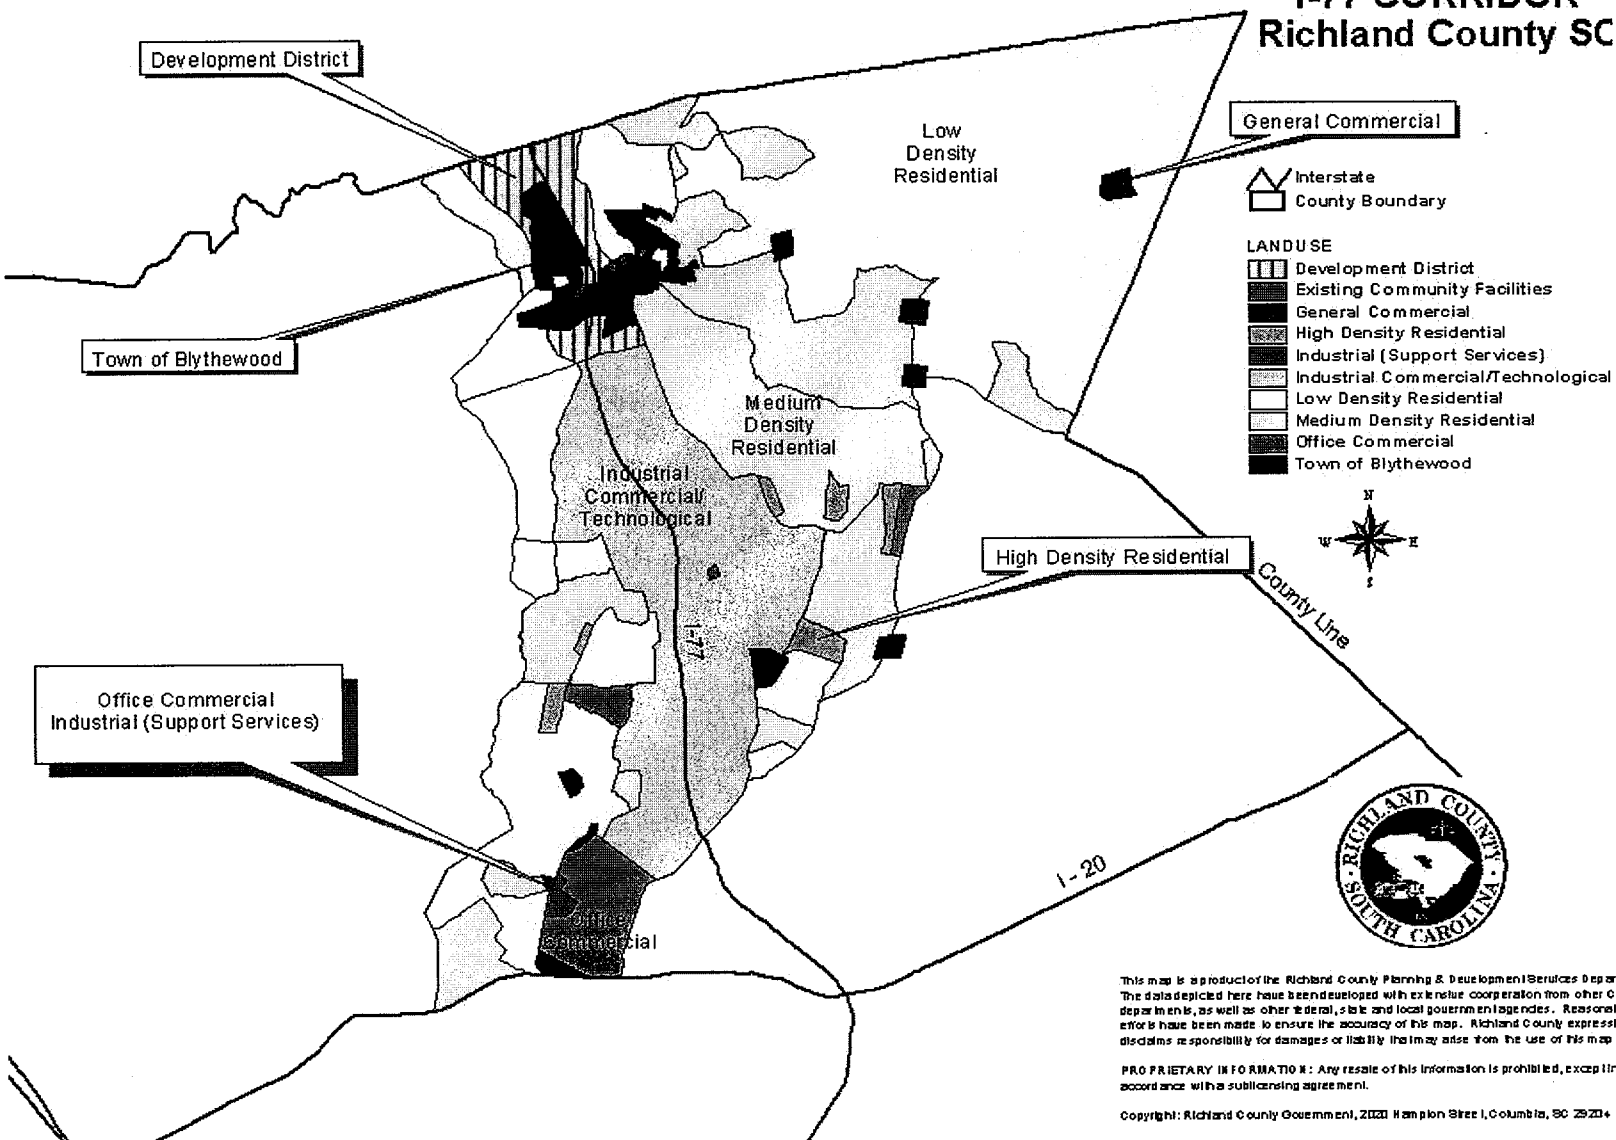 I-77 CORRIDOR
Richland County SC
Development District
General Commercial
Low
Density
Residential
Interstate
County Boundary
LANDUSE
Development District
Existing Community Facilities
General Commercial
High Density Residential
Industrial (Support Services)
Industrial Commercial/Technological
Low Density Residential
Medium Density Residential
Office Commercial
Town of Blythewood
Town of Blythewood
Medium
Density
Residential
Industrial
Commercial/
Technological
N
W E
S
High Density Residential
County Line
I-77
Office Commercial
Industrial (Support Services)
I-20
RICHLAND COUNTY
SOUTH CAROLINA
Office
Commercial
This map is a product of the Richland County Planning & Development Services Depar
The data depicted here have been developed with extensive coorperation from other C
departments, as well as other federal, state and local government agencies. Reasonal
efforts have been made to ensure the accuracy of this map. Richland County expressl
disclaims responsibility for damages or liability that may arise from the use of this map
PROPRIETARY INFORMATION: Any resale of this information is prohibited, except in
accordance with a sublicensing agreement.
Copyright: Richland County Government, 2020 Hampton Street, Columbia, SC 29204